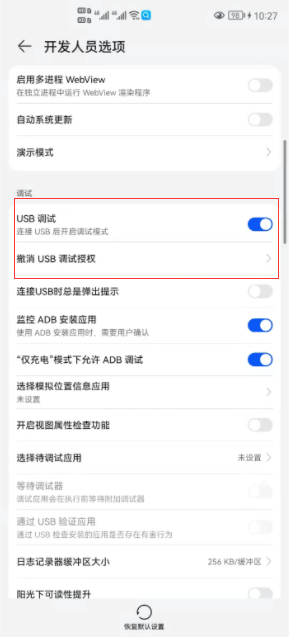 10:27
开发人员选项
启用多进程 WebView
在独立进程中运行 WebView 渲染程序
自动系统更新
演示模式
调试
USB 调试
连接 USB 后开启调试模式
撤消 USB 调试授权
连接USB时总是弹出提示
监控 ADB 安装应用
使用 ADB 安装应用时，需要用户确认
“仅充电”模式下允许 ADB 调试
选择模拟位置信息应用
未设置
开启视图属性检查功能
选择待调试应用 未设置
等待调试器
调试应用会在执行前等待附加调试器
通过 USB 验证应用
通过 USB 检查安装的应用是否存在有害行为
日志记录器缓冲区大小 256 KB/缓冲区
阳光下可读性提升
恢复默认设置